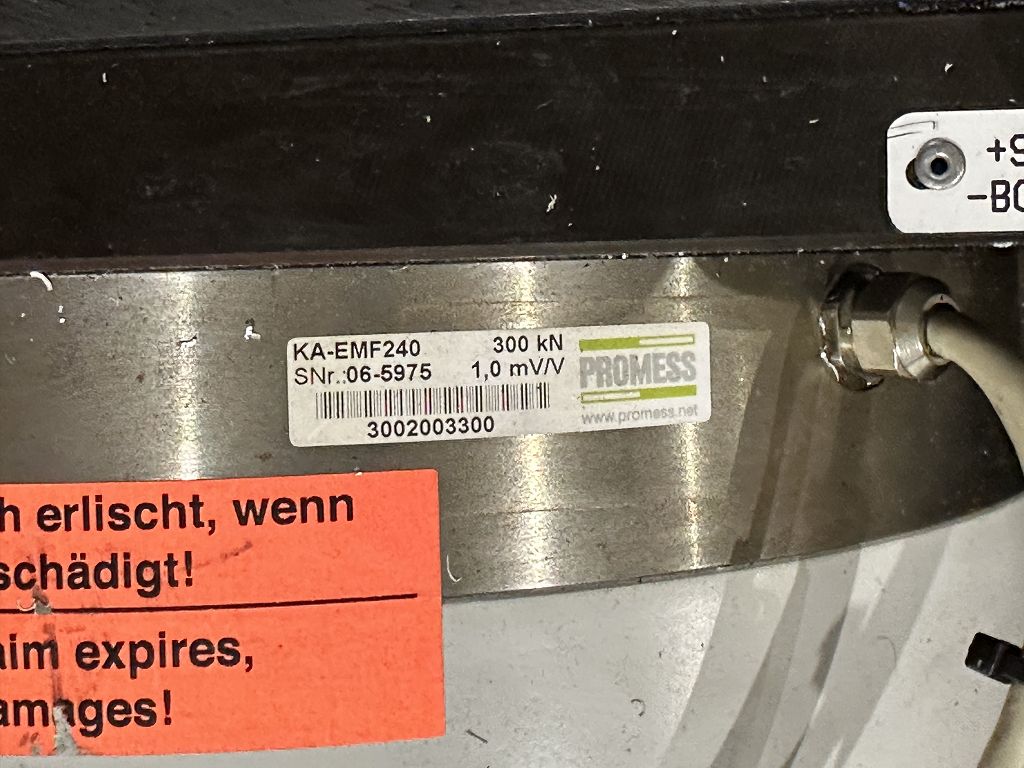 +S
-BO
KA-EMF240 300 kN
SNr.:06-5975 1,0 mV/V
3002003300
PROMESS
www.promess.net
h erlischt, wenn
schädigt!
aim expires,
amages!